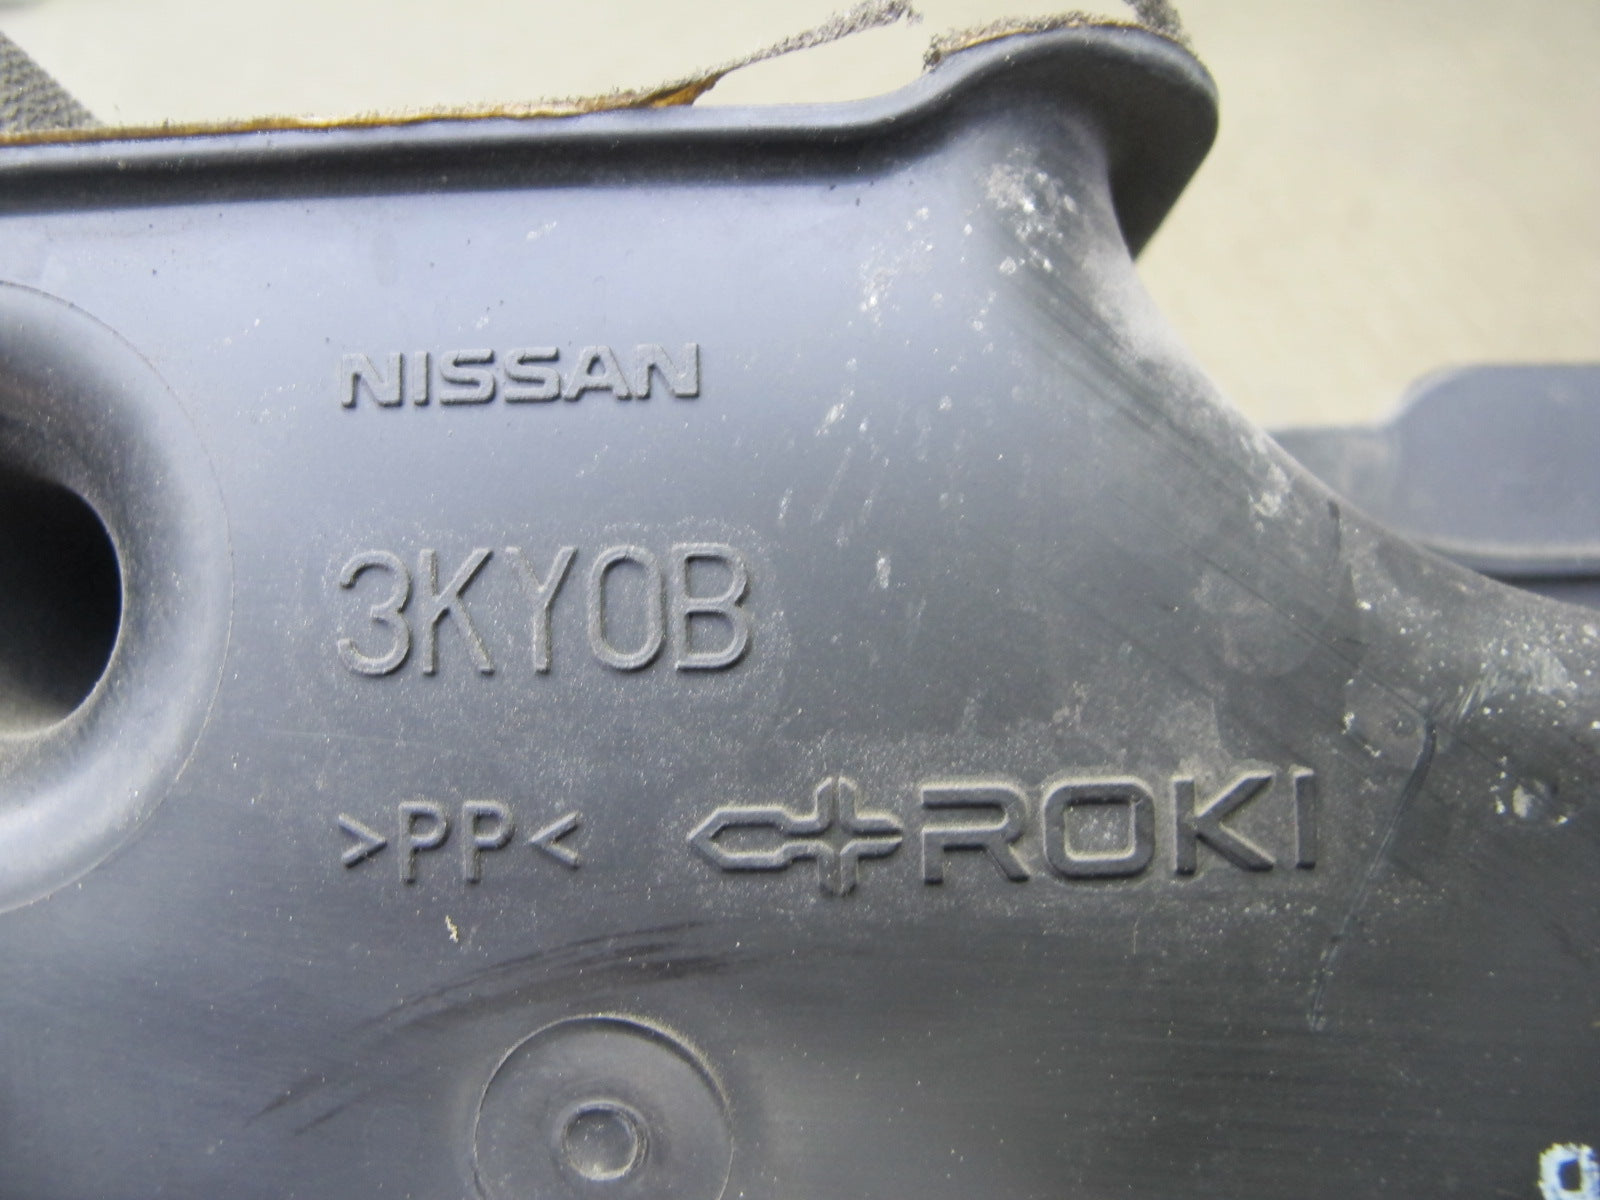 NISSAN
3KY0B
>PP< ROKI